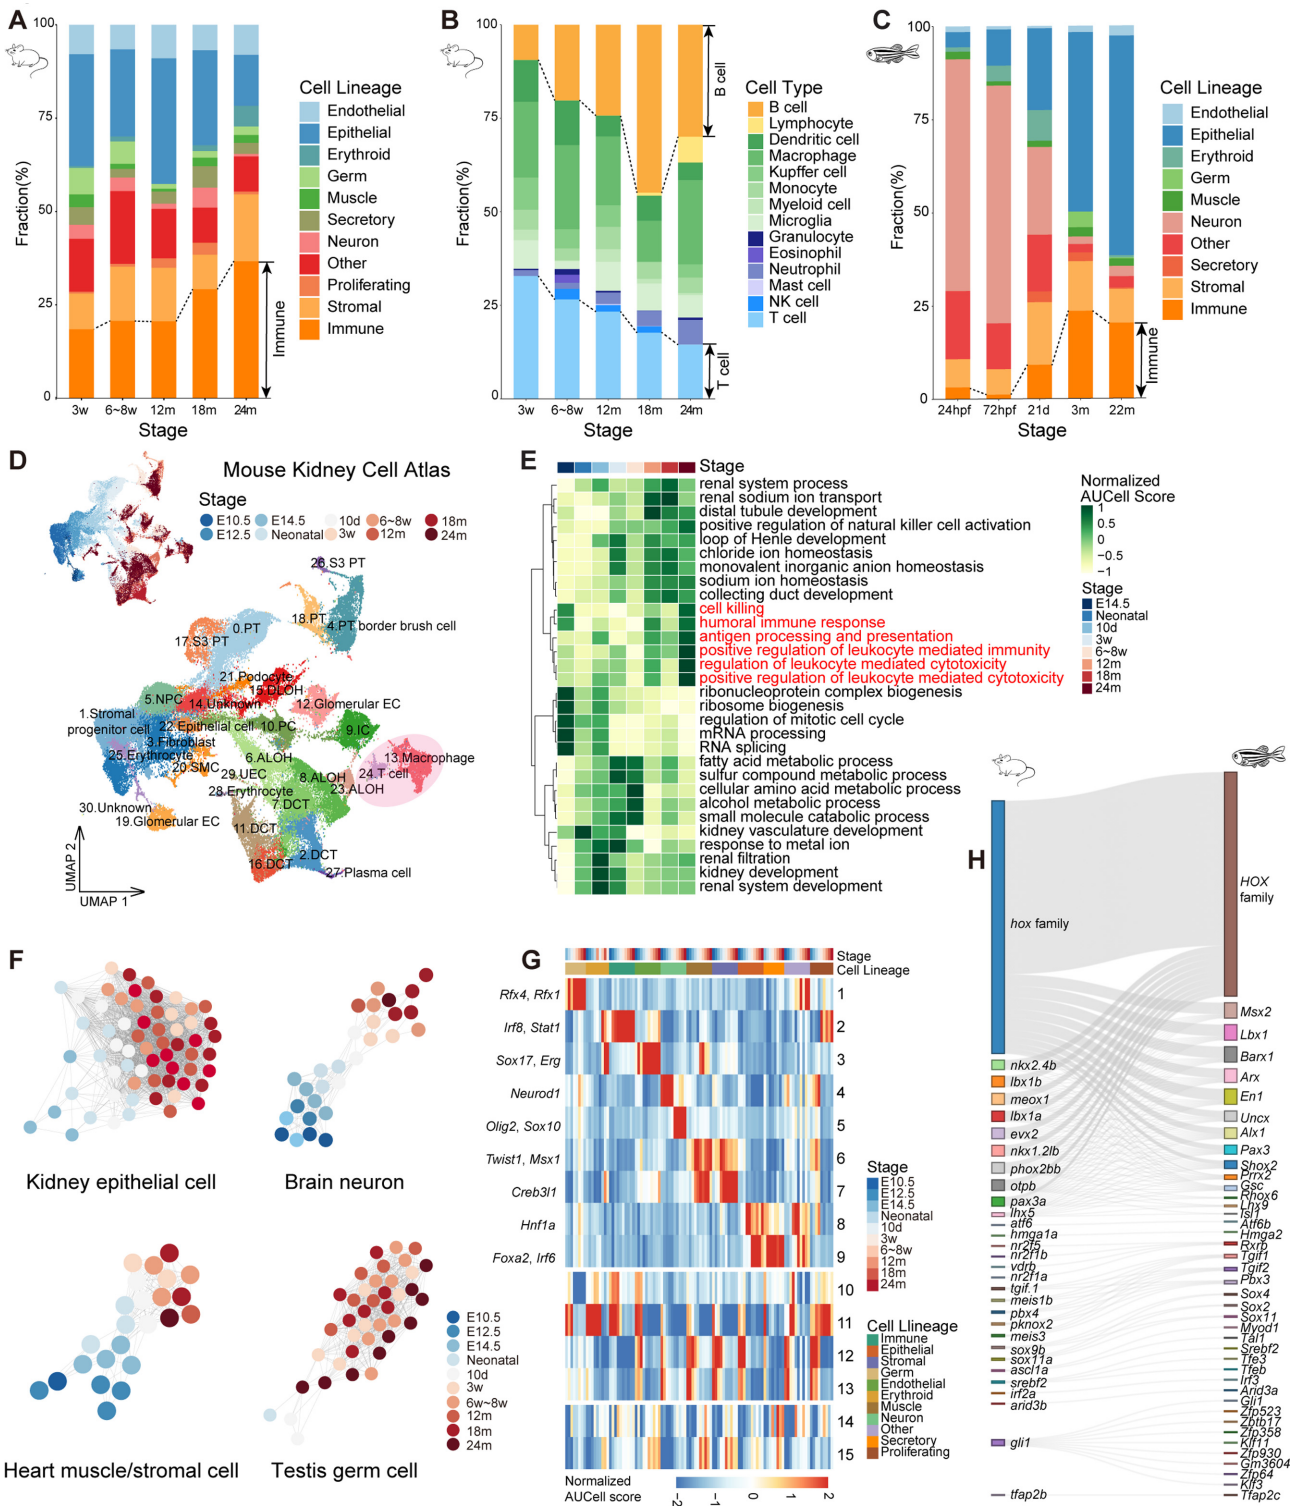 A
100
75
50
25
0
Fraction(%)
3w
6~8w
12m
18m
24m
Stage
Immune
Cell Lineage
Endothelial
Epithelial
Erythroid
Germ
Muscle
Secretory
Neuron
Other
Proliferating
Stromal
Immune
B
100
75
50
25
0
Fraction(%)
3w
6~8w
12m
18m
24m
Stage
B cell
T cell
Cell Type
B cell
Lymphocyte
Dendritic cell
Macrophage
Kupffer cell
Monocyte
Myeloid cell
Microglia
Granulocyte
Eosinophil
Neutrophil
Mast cell
NK cell
T cell
C
100
75
50
25
0
Fraction(%)
24hpf
72hpf
21d
3m
22m
Stage
Immune
Cell Lineage
Endothelial
Epithelial
Erythroid
Germ
Muscle
Neuron
Other
Secretory
Stromal
Immune
D
Mouse Kidney Cell Atlas
Stage
E10.5
E14.5
10d
6~8w
18m
E12.5
Neonatal
3w
12m
24m
26.S3 PT
18.PT
4.PT border brush cell
0.PT
17.S3 PT
21.Podocyte
15.DLOH
5.NPC
14.Unknown
12.Glomerular EC
1.Stromal
progenitor cell
22.Epithelial cell
10.PC
9.IC
3.Fibroblast
25.Erythrocyte
6.ALOH
13.Macrophage
20.SMC
24.T cell
29.UEC
8.ALOH
23.ALOH
28.Erythrocyte
7.DCT
30.Unknown
19.Glomerular EC
11.DCT
2.DCT
16.DCT
27.Plasma cell
UMAP 2
UMAP 1
E
Stage
renal system process
renal sodium ion transport
distal tubule development
positive regulation of natural killer cell activation
loop of Henle development
chloride ion homeostasis
monovalent inorganic anion homeostasis
sodium ion homeostasis
collecting duct development
cell killing
humoral immune response
antigen processing and presentation
positive regulation of leukocyte mediated immunity
regulation of leukocyte mediated cytotoxicity
positive regulation of leukocyte mediated cytotoxicity
ribonucleoprotein complex biogenesis
ribosome biogenesis
regulation of mitotic cell cycle
mRNA processing
RNA splicing
fatty acid metabolic process
sulfur compound metabolic process
cellular amino acid metabolic process
alcohol metabolic process
small molecule catabolic process
kidney vasculature development
response to metal ion
renal filtration
kidney development
renal system development
Normalized
AUCell Score
1
0.5
0
−0.5
−1
Stage
E14.5
Neonatal
10d
3w
6~8w
12m
18m
24m
F
Kidney epithelial cell
Brain neuron
Heart muscle/stromal cell
Testis germ cell
E10.5
E12.5
E14.5
Neonatal
10d
3w
6w~8w
12m
18m
24m
G
Stage
Cell Lineage
Rfx4, Rfx1
1
Irf8, Stat1
2
Sox17, Erg
3
Neurod1
4
Olig2, Sox10
5
Twist1, Msx1
6
Creb3l1
7
Hnf1a
8
Foxa2, Irf6
9
10
11
12
13
14
15
Normalized
AUCell score
−2
−1
0
1
2
Stage
E10.5
E12.5
E14.5
Neonatal
10d
3w
6~8w
12m
18m
24m
Cell Llineage
Immune
Epithelial
Stromal
Germ
Endothelial
Erythroid
Muscle
Neuron
Other
Secretory
Proliferating
H
hox family
nkx2.4b
lbx1b
meox1
lbx1a
evx2
nkx1.2lb
phox2bb
otpb
pax3a
lhx5
atf6
hmga1a
nr2f5
nr2f1b
vdrb
nr2f1a
tgif.1
meis1b
pbx4
pknox2
meis3
sox9b
sox11a
ascl1a
srebf2
irf2a
arid3b
gli1
tfap2b
HOX
family
Msx2
Lbx1
Barx1
Arx
En1
Uncx
Alx1
Pax3
Shox2
Prrx2
Gsc
Rhox6
Lhx9
Isl1
Atf6b
Hmga2
Rxrb
Tgif1
Tgif2
Pbx3
Sox4
Sox2
Sox11
Myod1
Tal1
Srebf2
Tfe3
Tfeb
Irf3
Arid3a
Gli1
Zfp523
Zbtb17
Zfp358
Klf11
Zfp930
Gm3604
Zfp64
Klf3
Tfap2c